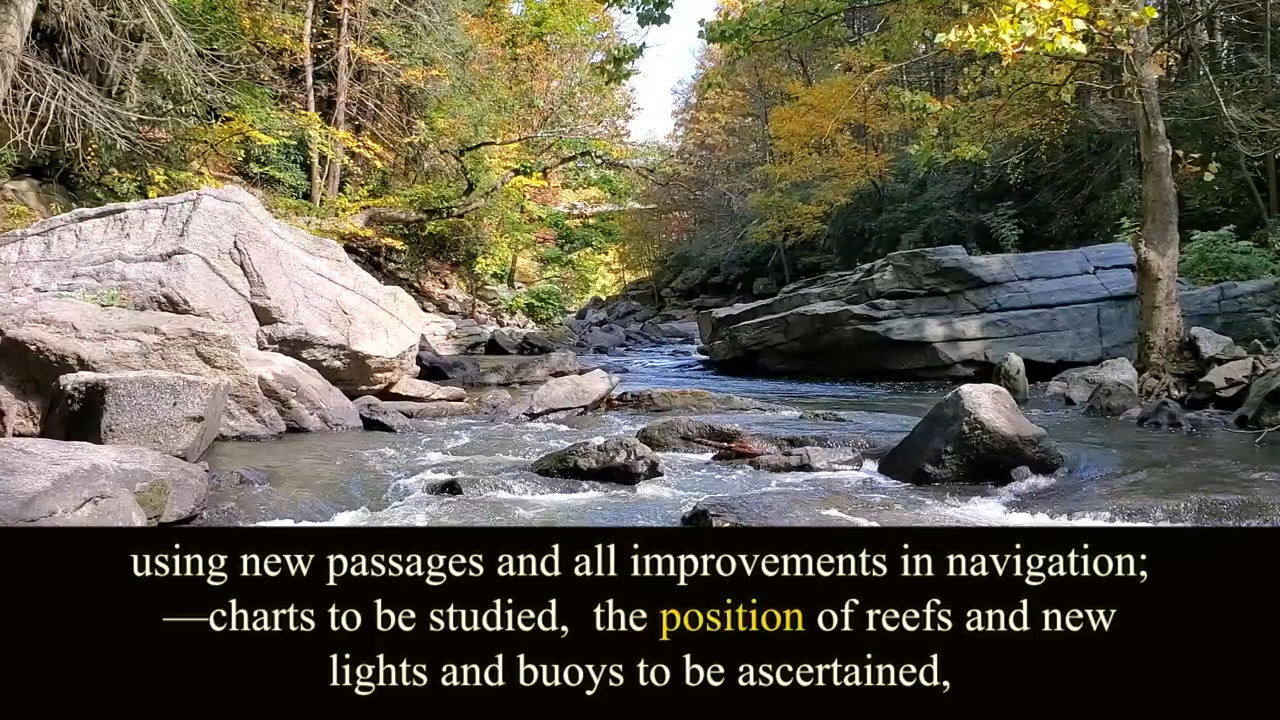 using new passages and all improvements in navigation;
—charts to be studied,  the position of reefs and new
lights and buoys to be ascertained,